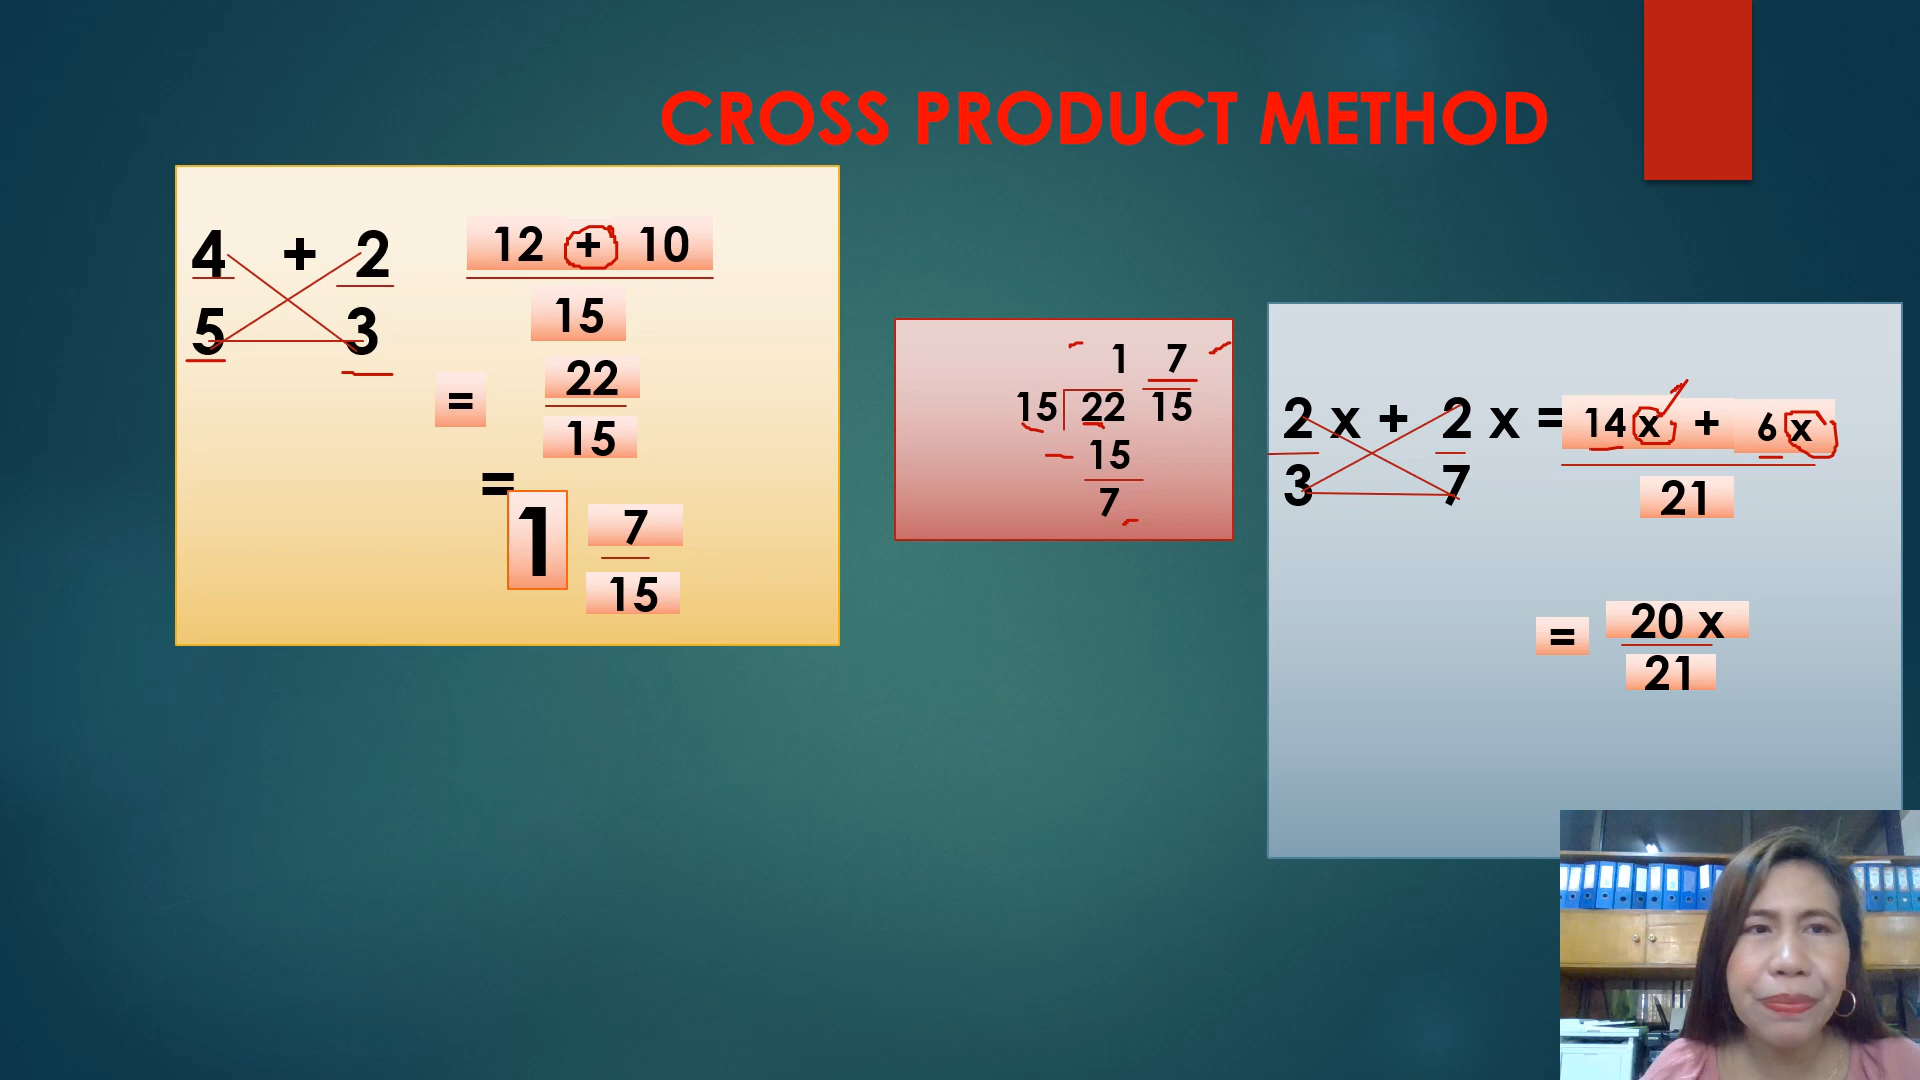 CROSS PRODUCT METHOD
4 + 2
5 3
12 + 10
15
=
22
15
=
1
7
15
1 7
15 22 15
15
7
2 x + 2 x = 14 x + 6 x
3 7 21
= 20 x
21